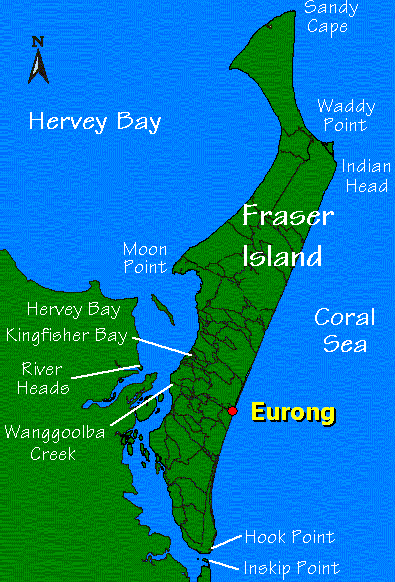 Sandy
Cape
N
Hervey Bay
Waddy
Point
Indian
Head
Fraser
Island
Moon
Point
Hervey Bay
Kingfisher Bay
Coral
Sea
River
Heads
Eurong
Wanggoolba
Creek
Hook Point
Inskip Point